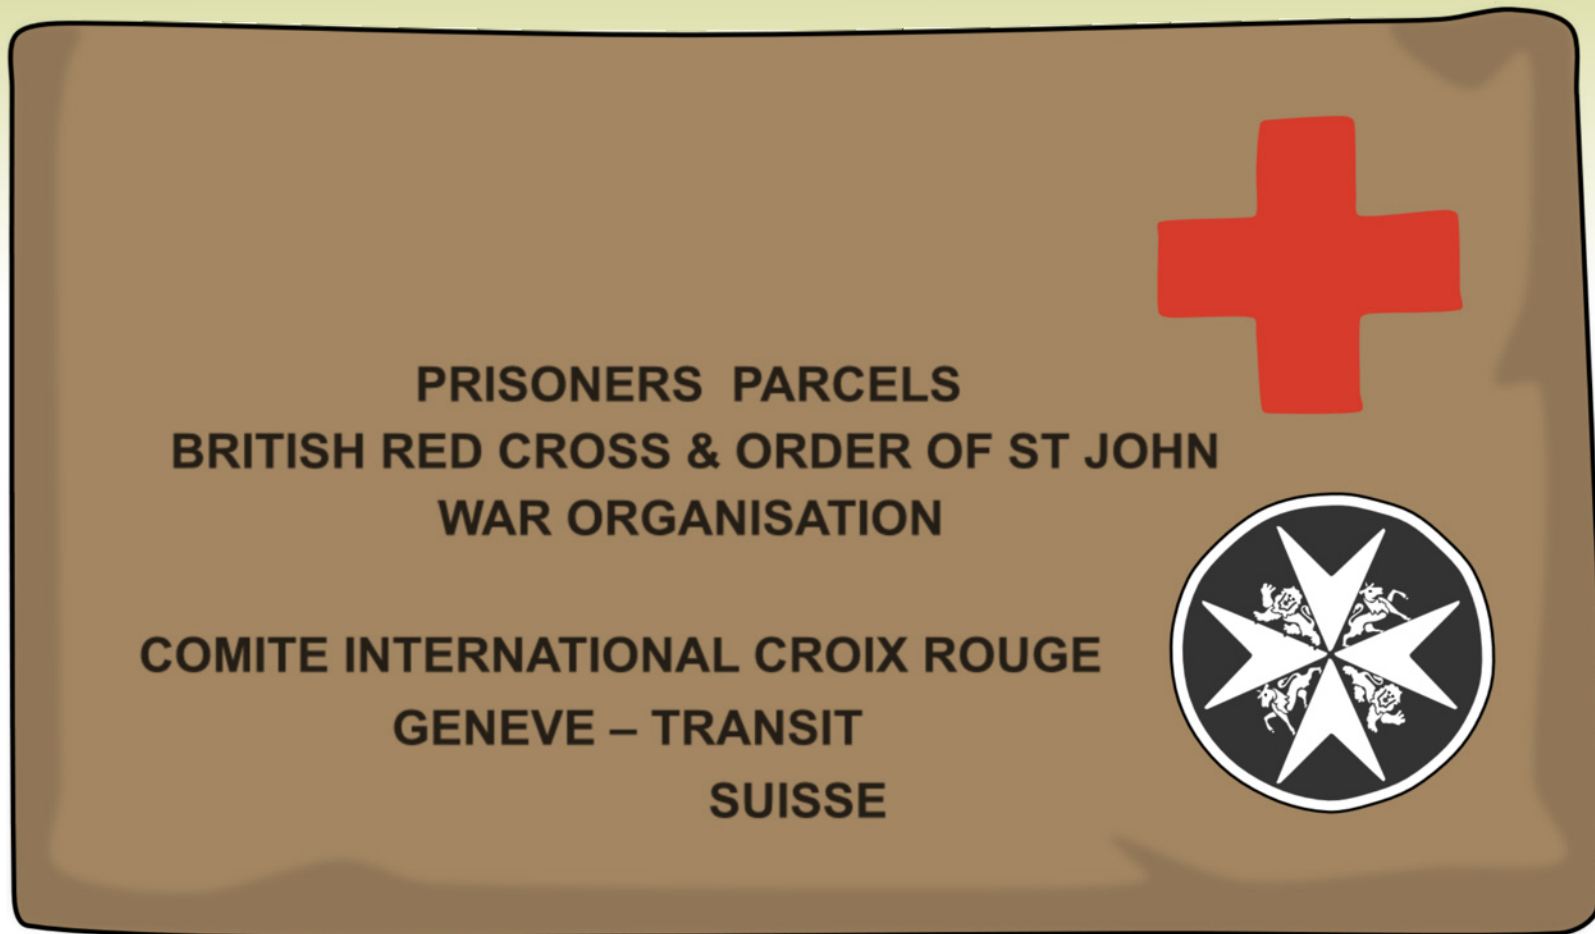 PRISONERS PARCELS
BRITISH RED CROSS & ORDER OF ST JOHN
WAR ORGANISATION
COMITE INTERNATIONAL CROIX ROUGE
GENEVE – TRANSIT
SUISSE